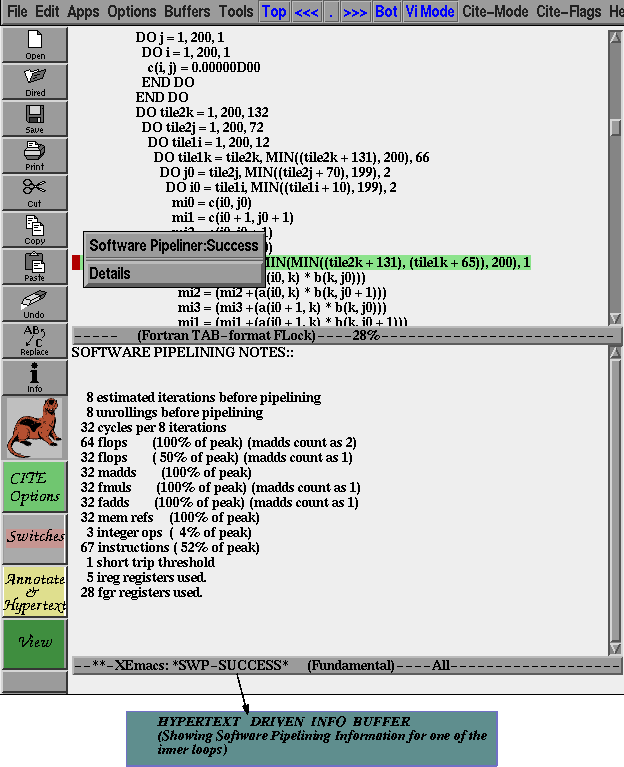 File Edit Apps Options Buffers Tools Top <<< . >>> Bot Vi Mode Cite-Mode Cite-Flags He
Open
Dired
Save
Print
Cut
Copy
Paste
Undo
Replace
Info
CITE
Options
Switches
Annotate
&
Hypertext
View
DO j = 1, 200, 1
DO i = 1, 200, 1
c(i, j) = 0.00000D00
END DO
END DO
DO tile2k = 1, 200, 132
DO tile2j = 1, 200, 72
DO tile1i = 1, 200, 12
DO tile1k = tile2k, MIN((tile2k + 131), 200), 66
DO j0 = tile2j, MIN((tile2j + 70), 199), 2
DO i0 = tile1i, MIN((tile1i + 10), 199), 2
mi0 = c(i0, j0)
mi1 = c(i0 + 1, j0 + 1)
Software Pipeliner:Success
Details
MIN(MIN((tile2k + 131), (tile1k + 65)), 200), 1
(i0, k) * b(k, j0)))
mi2 = (mi2 +(a(i0, k) * b(k, j0 + 1)))
mi3 = (mi3 +(a(i0 + 1, k) * b(k, j0)))
mi1 = (mi1 +(a(i0 + 1, k) * b(k, j0 + 1)))
------ (Fortran TAB-format FLock)-----28%------------------------------------
SOFTWARE PIPELINING NOTES::
8 estimated iterations before pipelining
8 unrollings before pipelining
32 cycles per 8 iterations
64 flops (100% of peak) (madds count as 2)
32 flops ( 50% of peak) (madds count as 1)
32 madds (100% of peak)
32 fmuls (100% of peak) (madds count as 1)
32 fadds (100% of peak) (madds count as 1)
32 mem refs (100% of peak)
3 integer ops ( 4% of peak)
67 instructions ( 52% of peak)
1 short trip threshold
5 ireg registers used.
28 fgr registers used.
--**-XEmacs: *SWP-SUCCESS* (Fundamental)-----All-------------------------
HYPERTEXT DRIVEN INFO BUFFER
(Showing Software Pipelining Information for one of the
inner loops)